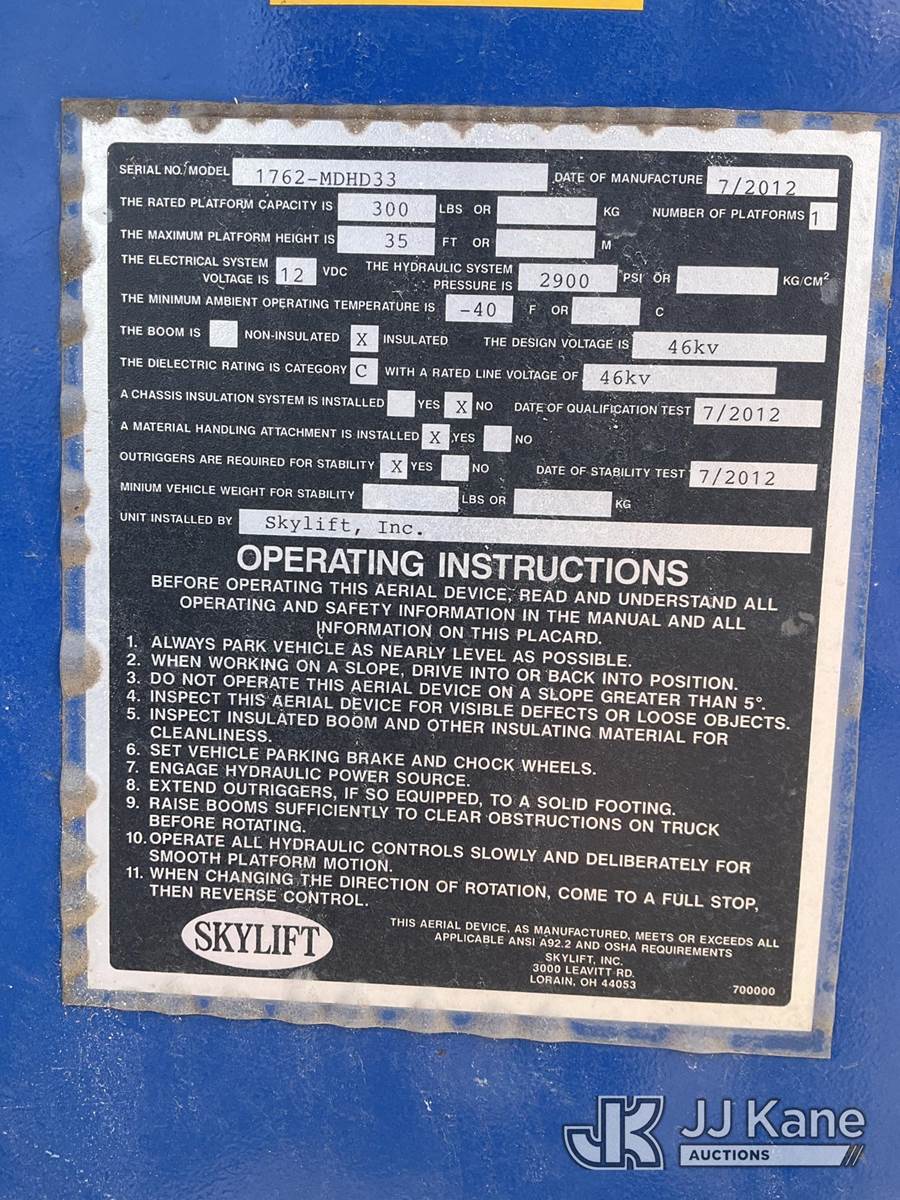 SERIAL NO./MODEL 1762-MDHD33 DATE OF MANUFACTURE 7/2012
THE RATED PLATFORM CAPACITY IS 300 LBS OR KG NUMBER OF PLATFORMS 1
THE MAXIMUM PLATFORM HEIGHT IS 35 FT OR M
THE ELECTRICAL SYSTEM VOLTAGE IS 12 VDC THE HYDRAULIC SYSTEM PRESSURE IS 2900 PSI OR KG/CM²
THE MINIMUM AMBIENT OPERATING TEMPERATURE IS -40 F OR C
THE BOOM IS NON-INSULATED X INSULATED THE DESIGN VOLTAGE IS 46kv
THE DIELECTRIC RATING IS CATEGORY C WITH A RATED LINE VOLTAGE OF 46kv
A CHASSIS INSULATION SYSTEM IS INSTALLED YES X NO DATE OF QUALIFICATION TEST 7/2012
A MATERIAL HANDLING ATTACHMENT IS INSTALLED X YES NO
OUTRIGGERS ARE REQUIRED FOR STABILITY X YES NO DATE OF STABILITY TEST 7/2012
MINIUM VEHICLE WEIGHT FOR STABILITY LBS OR KG
UNIT INSTALLED BY Skylift, Inc.
OPERATING INSTRUCTIONS
BEFORE OPERATING THIS AERIAL DEVICE, READ AND UNDERSTAND ALL
OPERATING AND SAFETY INFORMATION IN THE MANUAL AND ALL
INFORMATION ON THIS PLACARD.
1. ALWAYS PARK VEHICLE AS NEARLY LEVEL AS POSSIBLE.
2. WHEN WORKING ON A SLOPE, DRIVE INTO OR BACK INTO POSITION.
3. DO NOT OPERATE THIS AERIAL DEVICE ON A SLOPE GREATER THAN 5°.
4. INSPECT THIS AERIAL DEVICE FOR VISIBLE DEFECTS OR LOOSE OBJECTS.
5. INSPECT INSULATED BOOM AND OTHER INSULATING MATERIAL FOR
CLEANLINESS.
6. SET VEHICLE PARKING BRAKE AND CHOCK WHEELS.
7. ENGAGE HYDRAULIC POWER SOURCE.
8. EXTEND OUTRIGGERS, IF SO EQUIPPED, TO A SOLID FOOTING.
9. RAISE BOOMS SUFFICIENTLY TO CLEAR OBSTRUCTIONS ON TRUCK
BEFORE ROTATING.
10. OPERATE ALL HYDRAULIC CONTROLS SLOWLY AND DELIBERATELY FOR
SMOOTH PLATFORM MOTION.
11. WHEN CHANGING THE DIRECTION OF ROTATION, COME TO A FULL STOP,
THEN REVERSE CONTROL.
SKYLIFT
THIS AERIAL DEVICE, AS MANUFACTURED, MEETS OR EXCEEDS ALL
APPLICABLE ANSI A92.2 AND OSHA REQUIREMENTS
SKYLIFT, INC.
3000 LEAVITT RD.
LORAIN, OH 44053
700000
JK JJ Kane
AUCTIONS